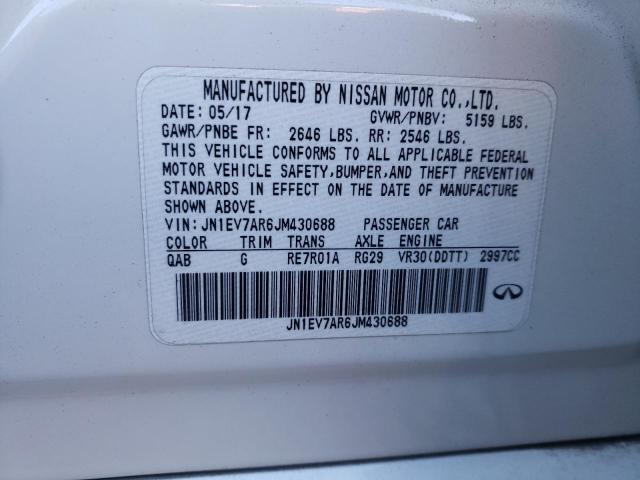 MANUFACTURED BY NISSAN MOTOR CO.,LTD.
DATE: 05/17 GVWR/PNBV: 5159 LBS.
GAWR/PNBE FR: 2646 LBS. RR: 2546 LBS.
THIS VEHICLE CONFORMS TO ALL APPLICABLE FEDERAL
MOTOR VEHICLE SAFETY,BUMPER,AND THEFT PREVENTION
STANDARDS IN EFFECT ON THE DATE OF MANUFACTURE
SHOWN ABOVE.
VIN: JN1EV7AR6JM430688 PASSENGER CAR
COLOR TRIM TRANS AXLE ENGINE
QAB G RE7R01A RG29 VR30(DDTT) 2997CC
JN1EV7AR6JM430688